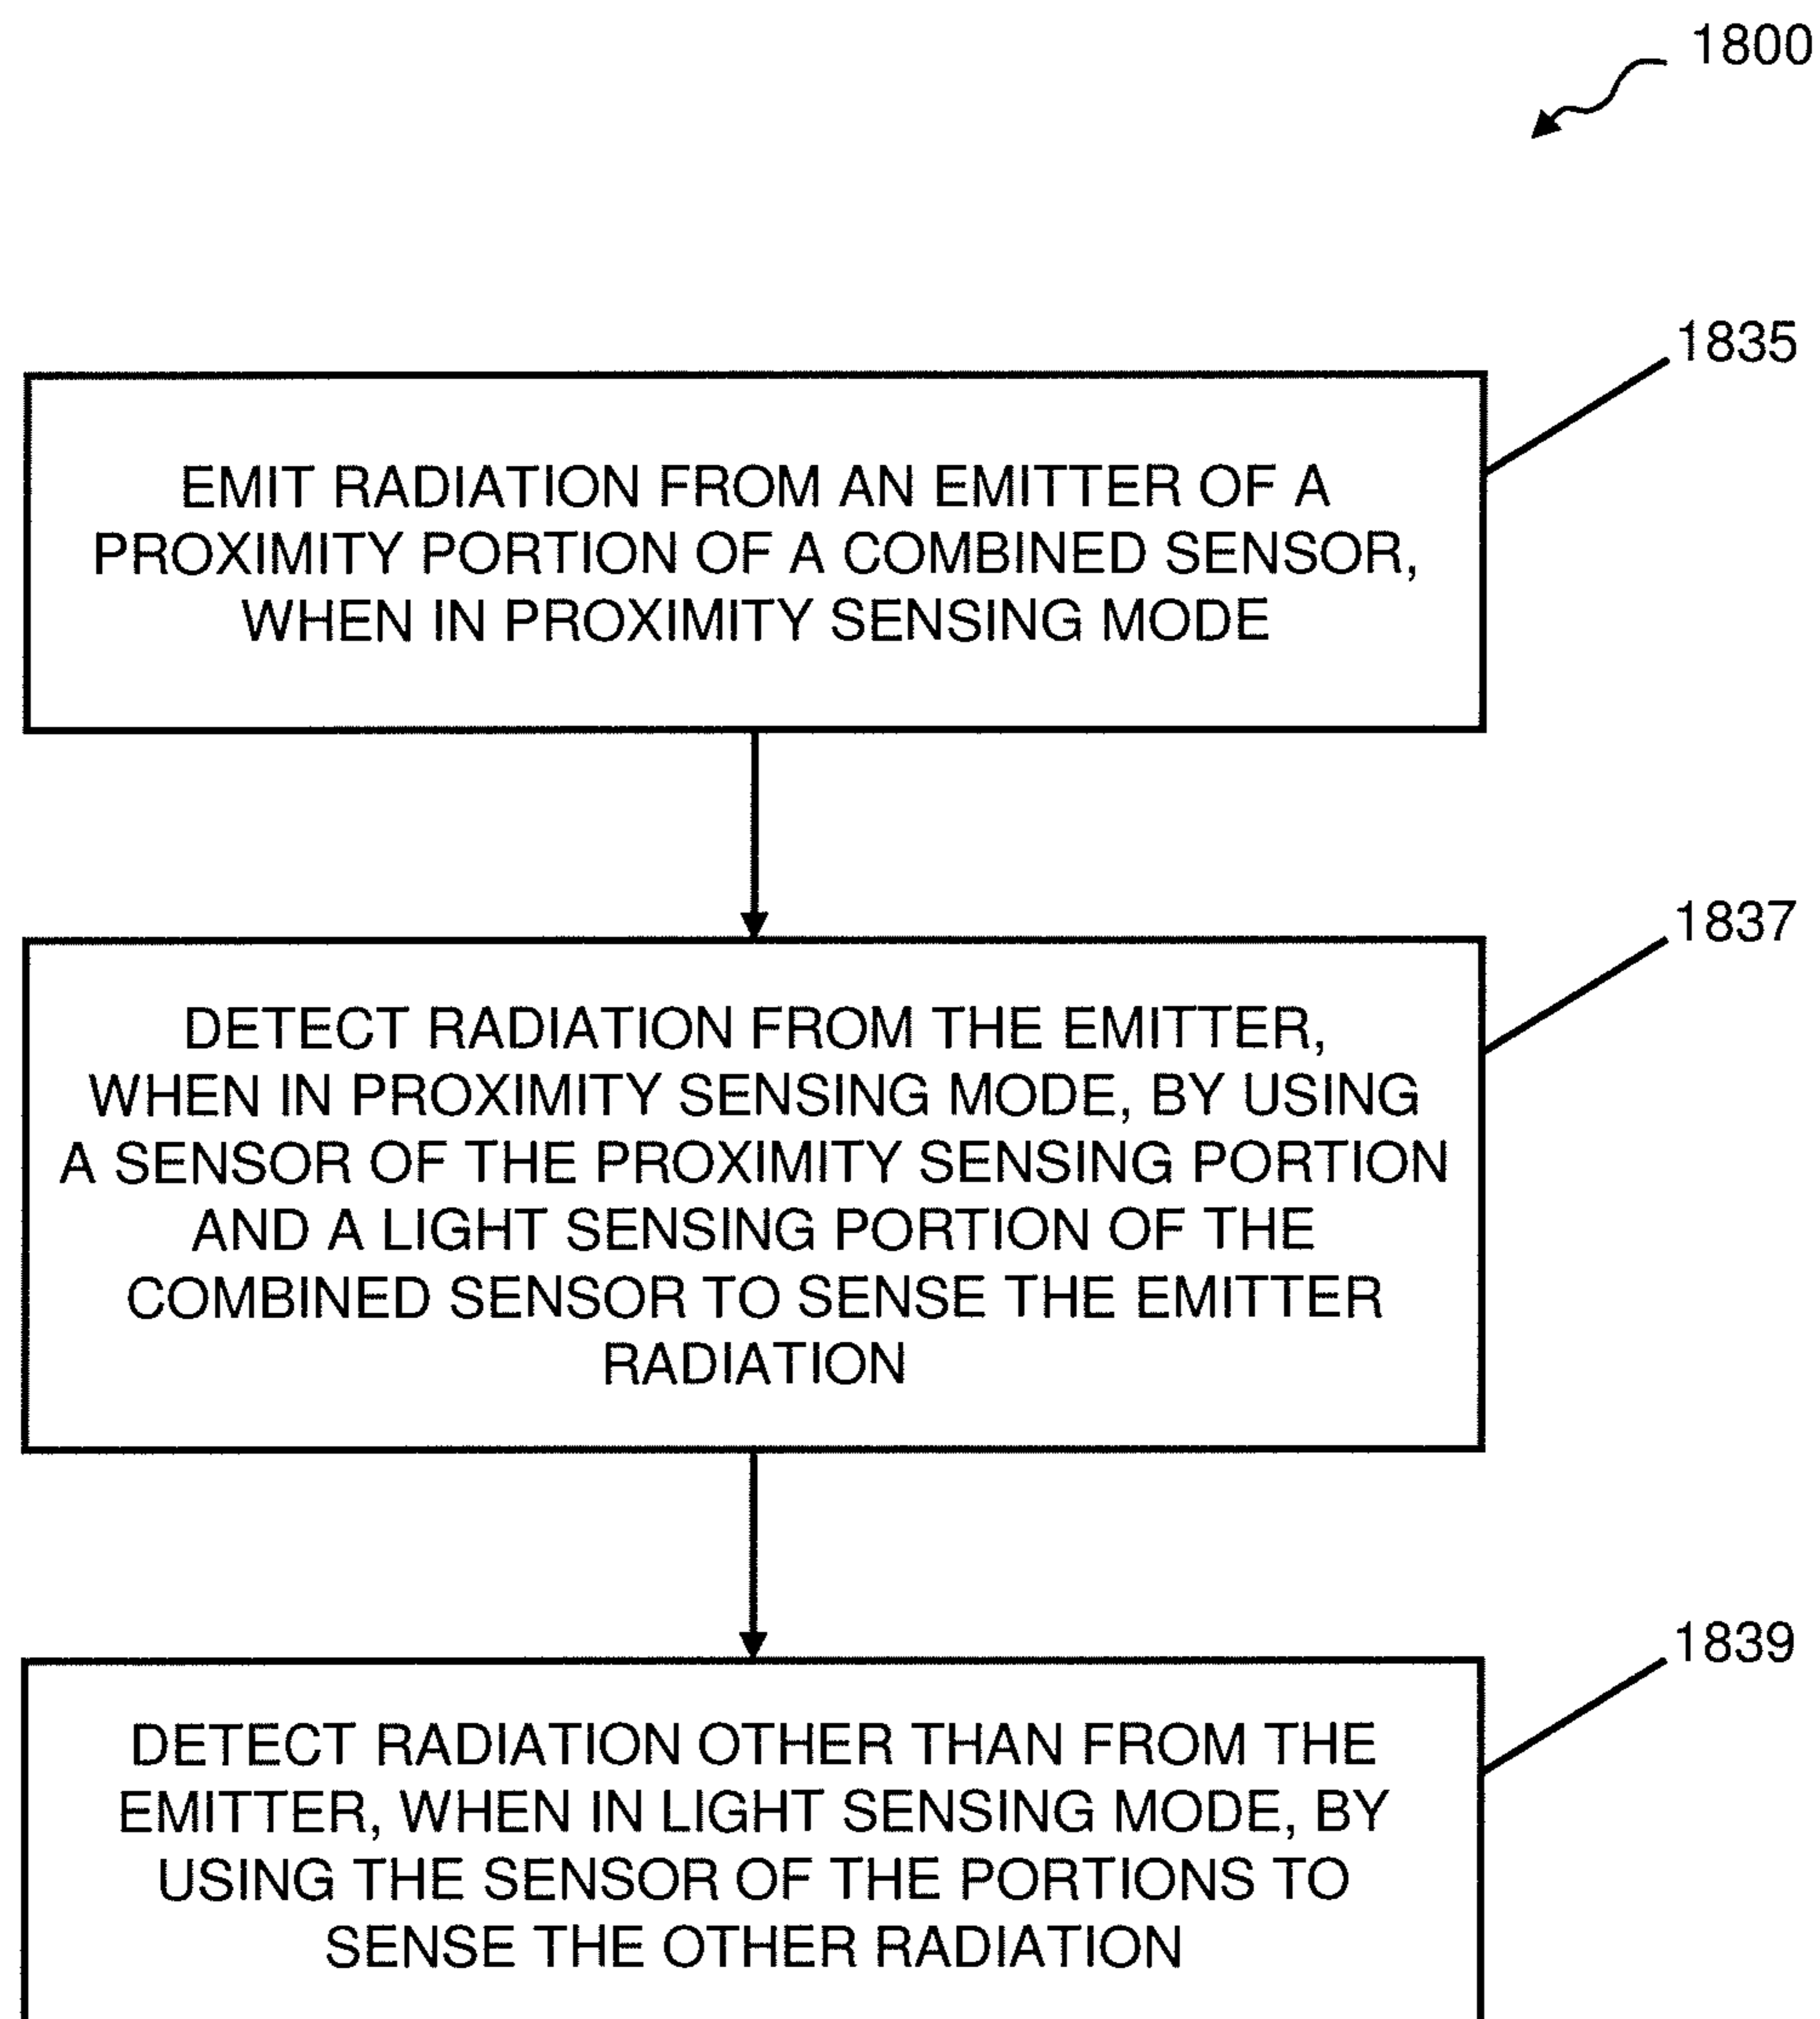 1800
1835
EMIT RADIATION FROM AN EMITTER OF A
PROXIMITY PORTION OF A COMBINED SENSOR,
WHEN IN PROXIMITY SENSING MODE
1837
DETECT RADIATION FROM THE EMITTER,
WHEN IN PROXIMITY SENSING MODE, BY USING
A SENSOR OF THE PROXIMITY SENSING PORTION
AND A LIGHT SENSING PORTION OF THE
COMBINED SENSOR TO SENSE THE EMITTER
RADIATION
1839
DETECT RADIATION OTHER THAN FROM THE
EMITTER, WHEN IN LIGHT SENSING MODE, BY
USING THE SENSOR OF THE PORTIONS TO
SENSE THE OTHER RADIATION